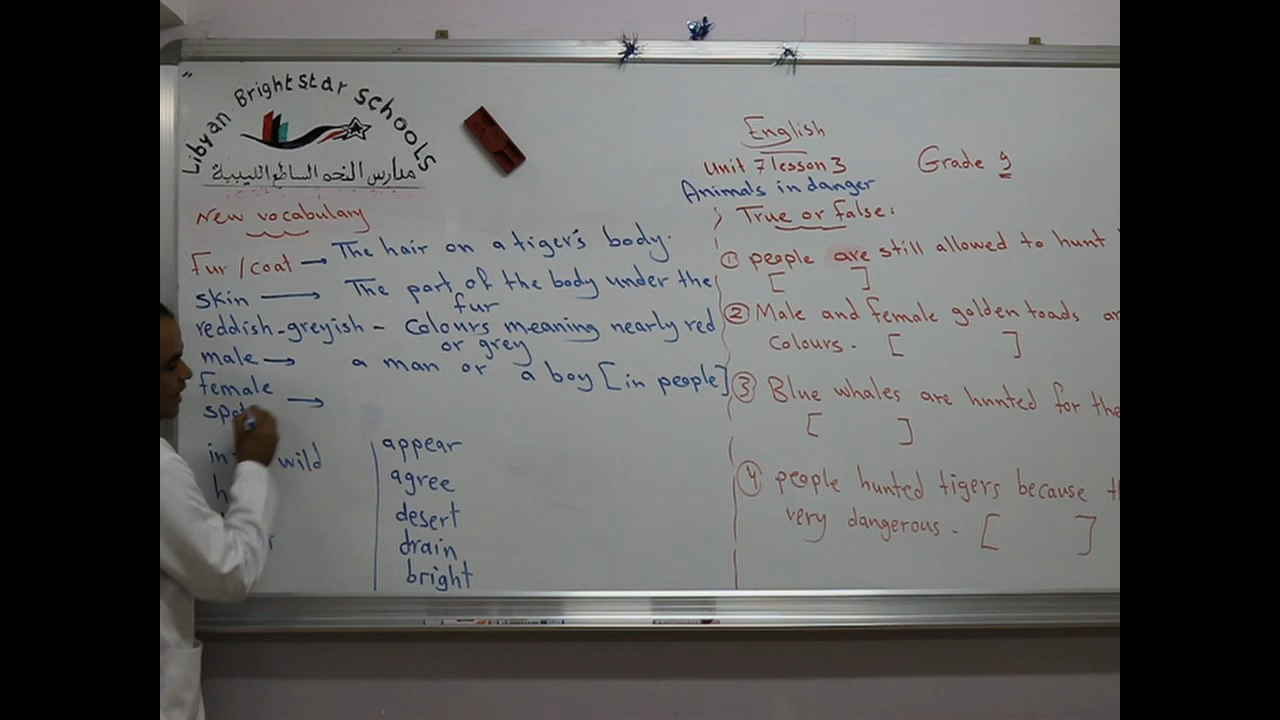 Libyan Bright Star Schools
مدارس النجم الساطع الليبية
English
Unit 7 lesson 3
Grade 9
Animals in danger
New vocabulary
Fur / coat → The hair on a tiger's body.
skin → The part of the body under the
fur
reddish-greyish - colours meaning nearly red
or grey
male → a man or a boy [in people]
female →
in wild
appear
agree
desert
drain
bright
True or false:
① people are still allowed to hunt
[ ]
② Male and female golden toads
colours. [ ]
③ Blue whales are hunted for
[ ]
④ people hunted tigers because
very dangerous. [ ]